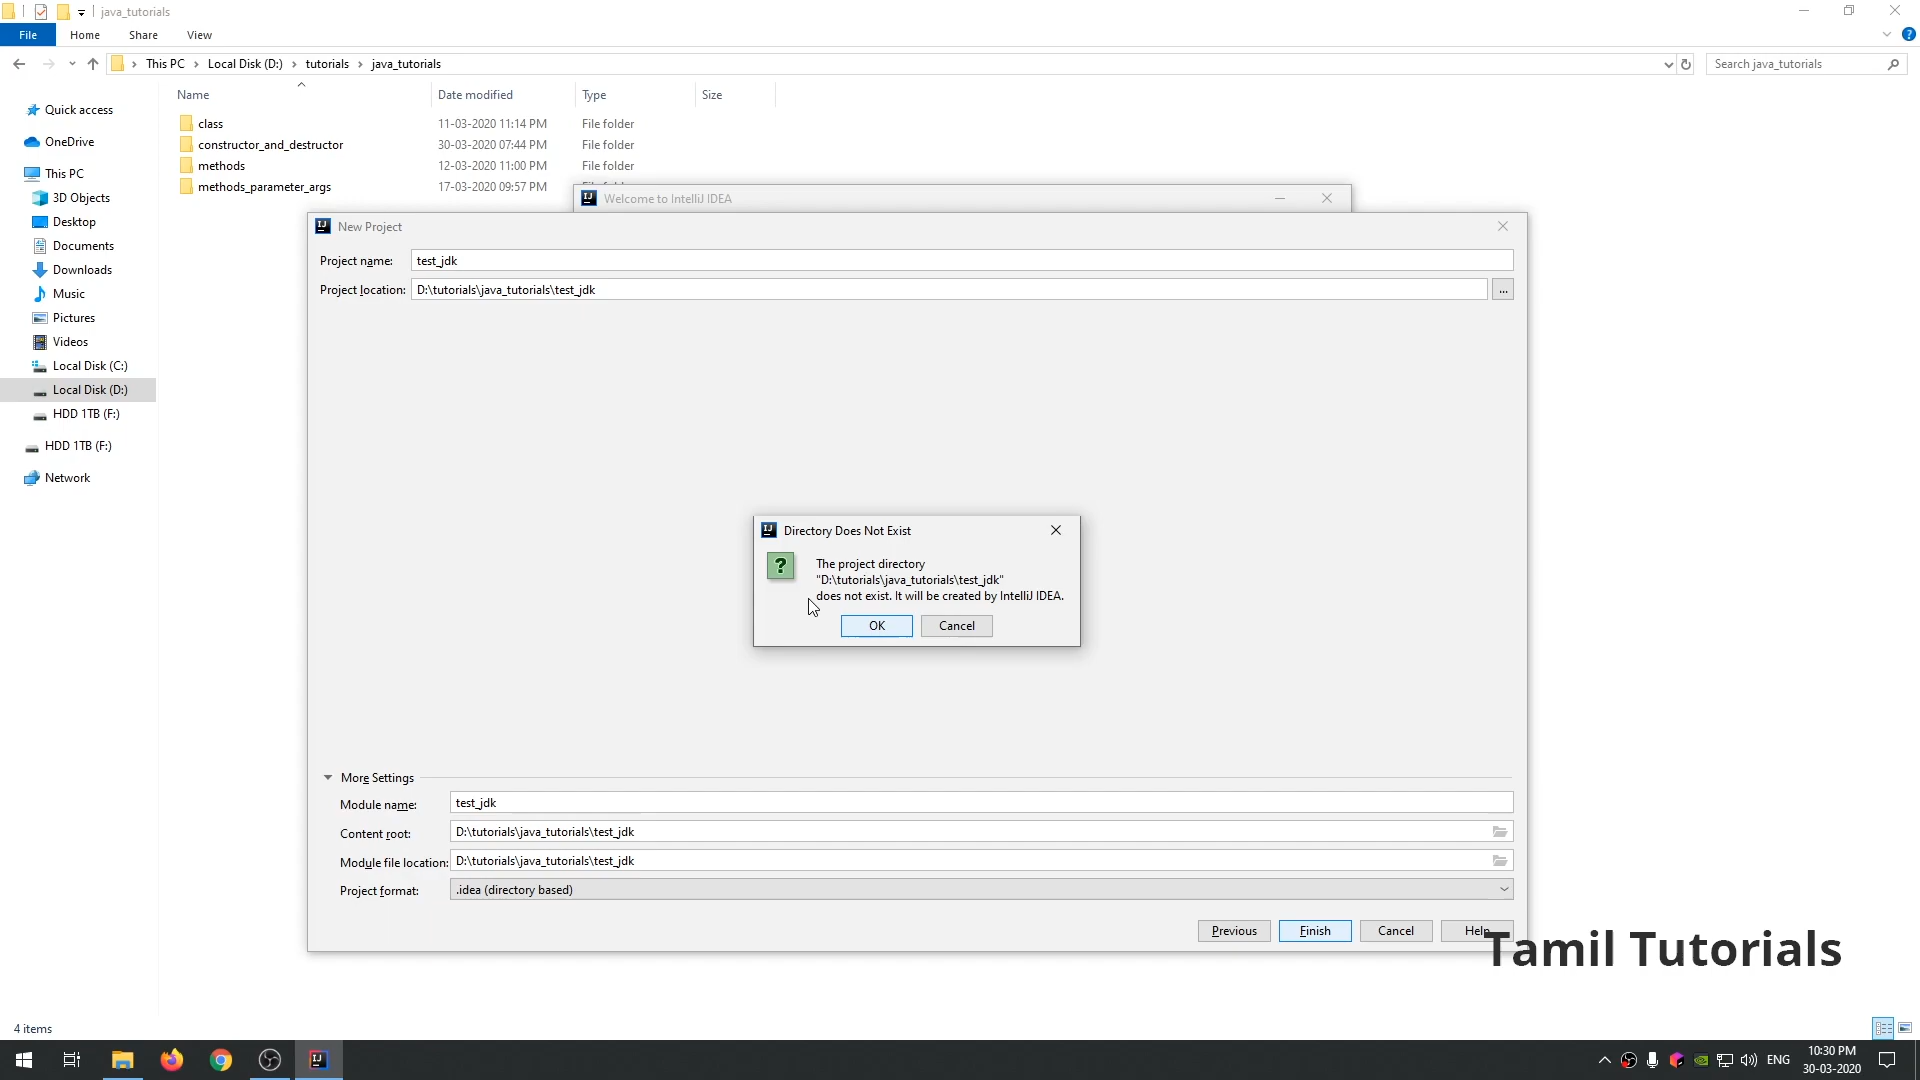 java_tutorials
File Home Share View
This PC Local Disk (D:) tutorials java_tutorials
Search java_tutorials
Name Date modified Type Size
Quick access
OneDrive
This PC
3D Objects
Desktop
Documents
Downloads
Music
Pictures
Videos
Local Disk (C:)
Local Disk (D:)
HDD 1TB (F:)
HDD 1TB (F:)
Network
class 11-03-2020 11:14 PM File folder
constructor_and_destructor 30-03-2020 07:44 PM File folder
methods 12-03-2020 11:00 PM File folder
methods_parameter_args 17-03-2020 09:57 PM File folder
Welcome to IntelliJ IDEA
New Project
Project name: test_jdk
Project location: D:\tutorials\java_tutorials\test_jdk
...
Directory Does Not Exist
The project directory
"D:\tutorials\java_tutorials\test_jdk"
does not exist. It will be created by IntelliJ IDEA.
OK Cancel
More Settings
Module name: test_jdk
Content root: D:\tutorials\java_tutorials\test_jdk
Module file location: D:\tutorials\java_tutorials\test_jdk
Project format: .idea (directory based)
Previous Finish Cancel Help
Tamil Tutorials
4 items
ENG
10:30 PM
30-03-2020